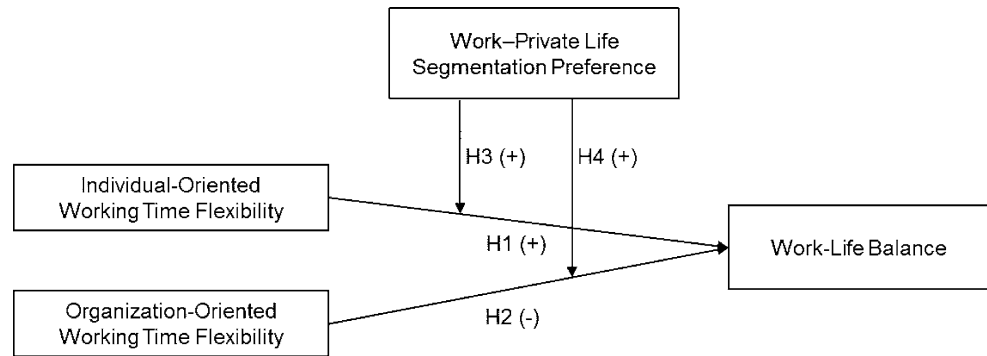 Work–Private Life
Segmentation Preference
H3 (+)
H4 (+)
Individual-Oriented
Working Time Flexibility
H1 (+)
Work-Life Balance
Organization-Oriented
Working Time Flexibility
H2 (-)